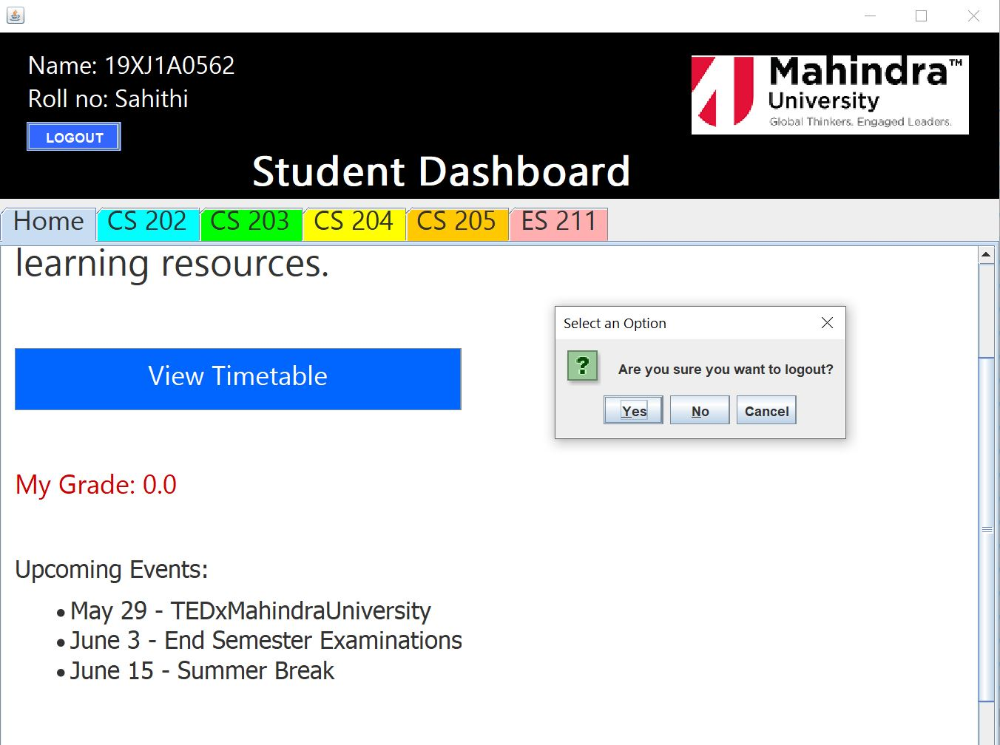 Name: 19XJ1A0562
Roll no: Sahithi
LOGOUT
Mahindra™
University
Global Thinkers. Engaged Leaders.
Student Dashboard
Home CS 202 CS 203 CS 204 CS 205 ES 211
learning resources.
Select an Option
?
Are you sure you want to logout?
Yes No Cancel
View Timetable
My Grade: 0.0
Upcoming Events:
• May 29 - TEDxMahindraUniversity
• June 3 - End Semester Examinations
• June 15 - Summer Break